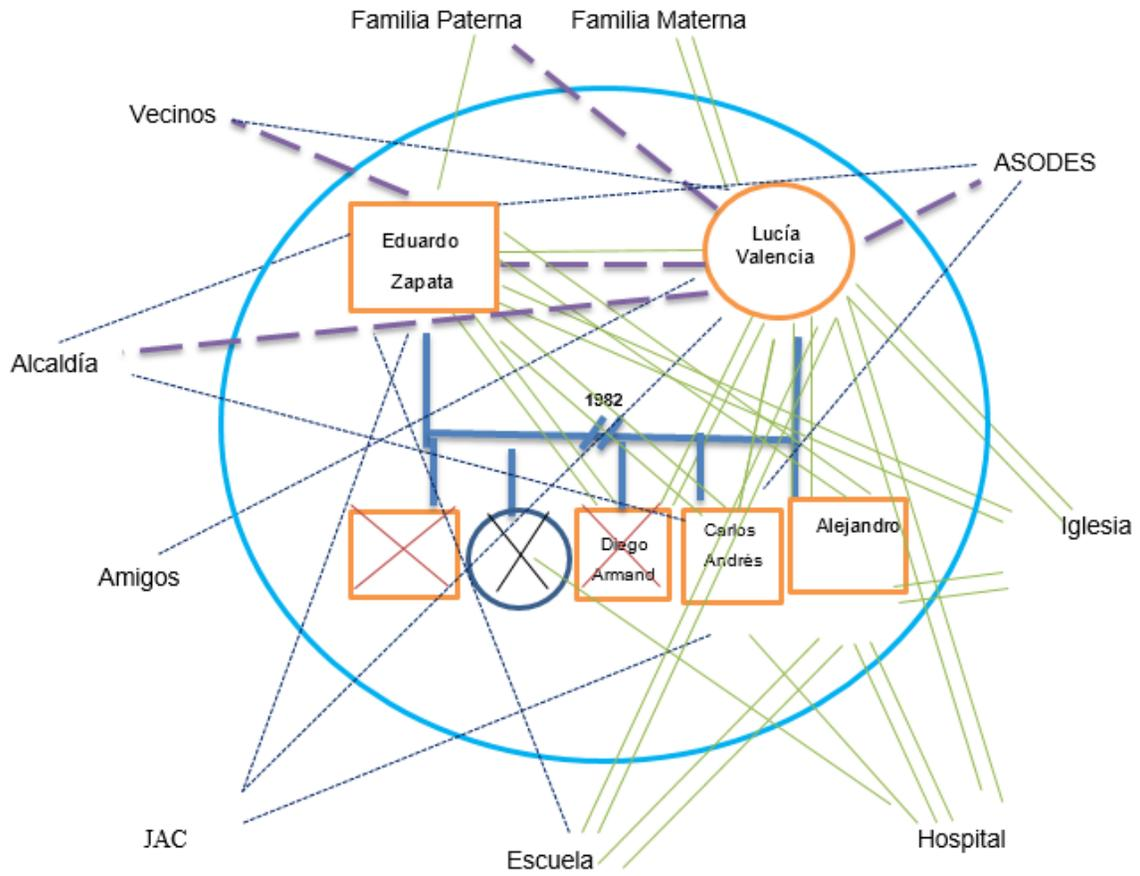 Familia Paterna
Familia Materna
Vecinos
ASODES
Eduardo
Zapata
Lucía
Valencia
Alcaldía
1982
Diego
Armand
Carlos
Andrés
Alejandro
Iglesia
Amigos
JAC
Escuela
Hospital